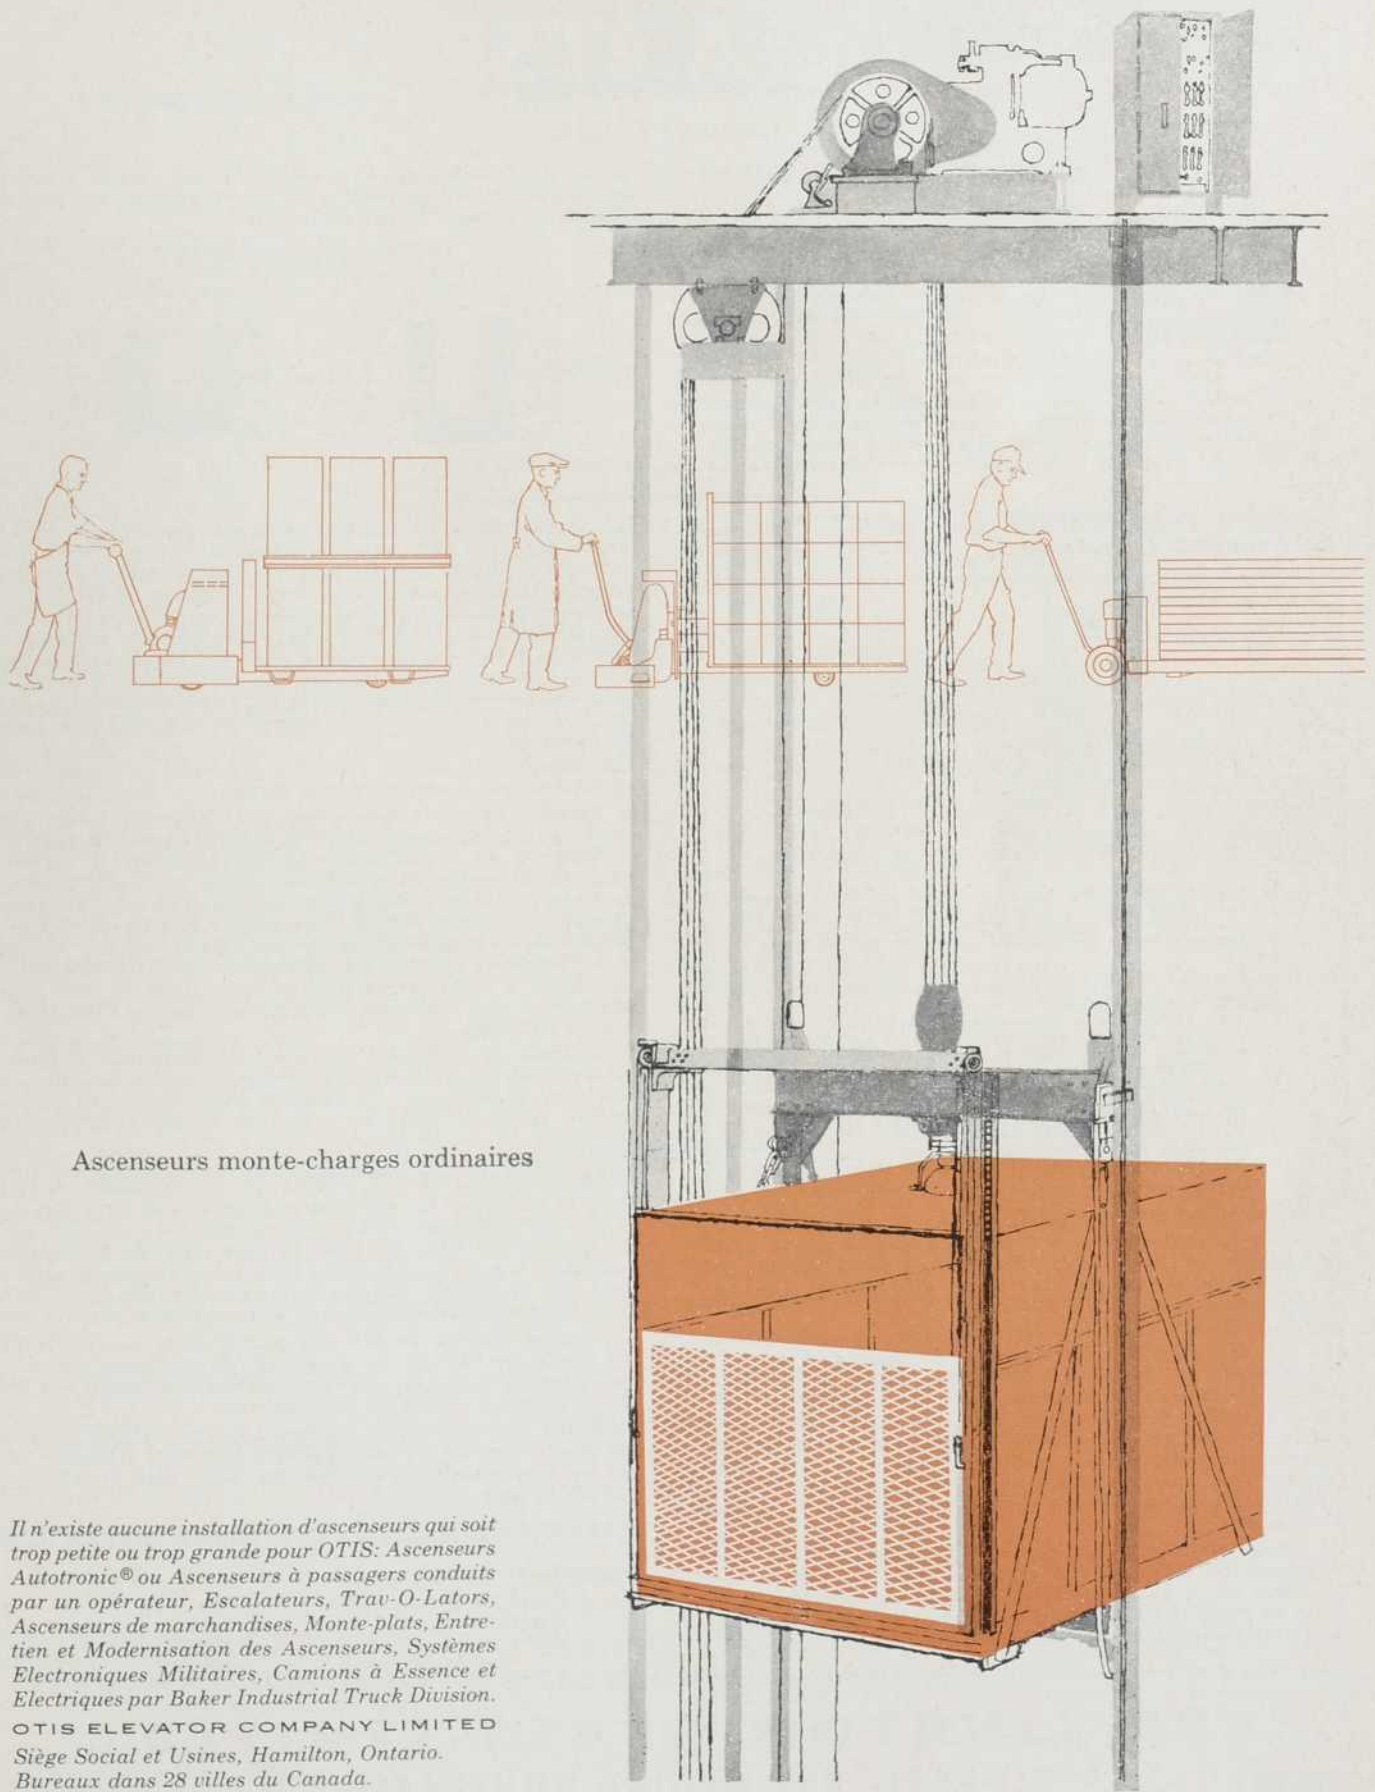 Ascenseurs monte-charges ordinaires
Il n'existe aucune installation d'ascenseurs qui soit
trop petite ou trop grande pour OTIS: Ascenseurs
Autotronic® ou Ascenseurs à passagers conduits
par un opérateur, Escalateurs, Trav-O-Lators,
Ascenseurs de marchandises, Monte-plats, Entre-
tien et Modernisation des Ascenseurs, Systèmes
Electroniques Militaires, Camions à Essence et
Electriques par Baker Industrial Truck Division.
OTIS ELEVATOR COMPANY LIMITED
Siège Social et Usines, Hamilton, Ontario.
Bureaux dans 28 villes du Canada.